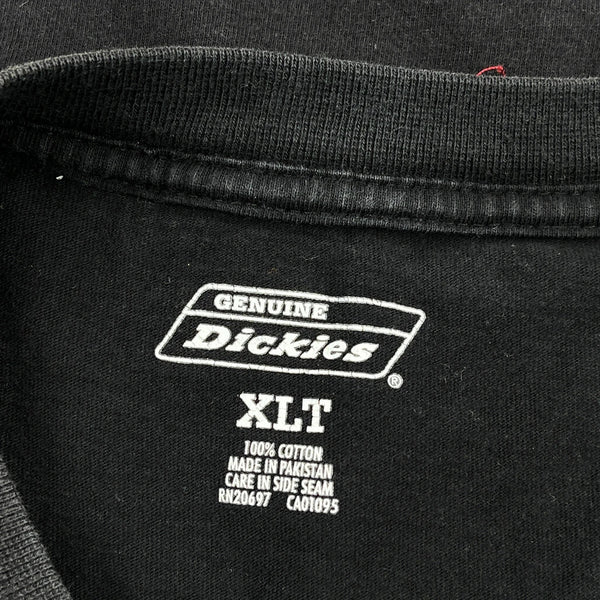 GENUINE
Dickies
®
XLT
100% COTTON
MADE IN PAKISTAN
CARE IN SIDE SEAM
RN20697 CA01095